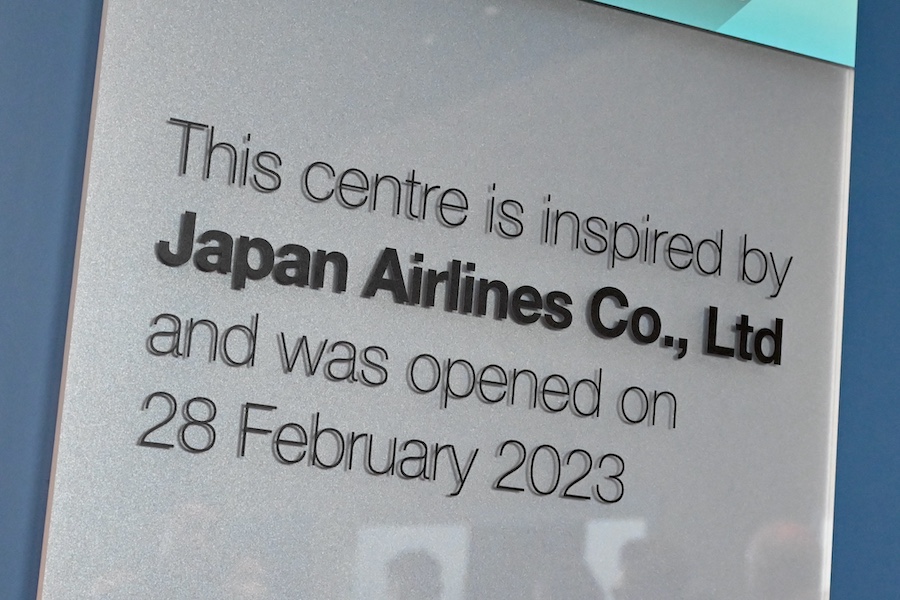 This centre is inspired by
Japan Airlines Co., Ltd
and was opened on
28 February 2023